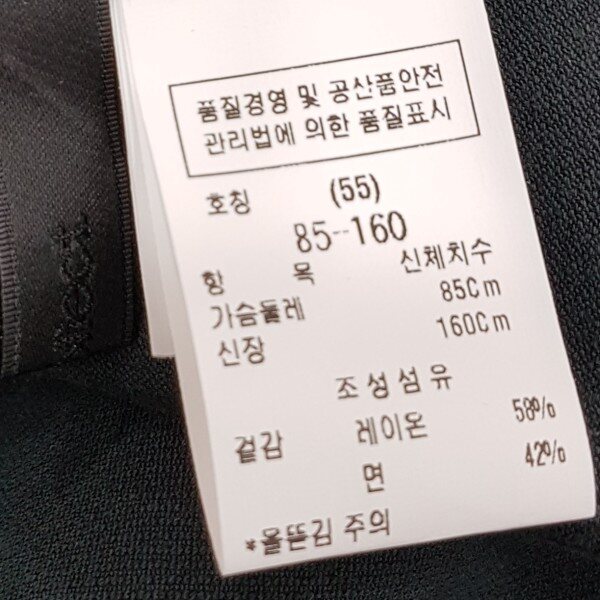 품질경영 및 공산품안전
관리법에 의한 품질표시
호칭 (55)
85-160
항 목 신체치수
가슴둘레 85Cm
신장 160Cm
조성섬유
겉감 레이온 58%
면 42%
*올뜯김 주의